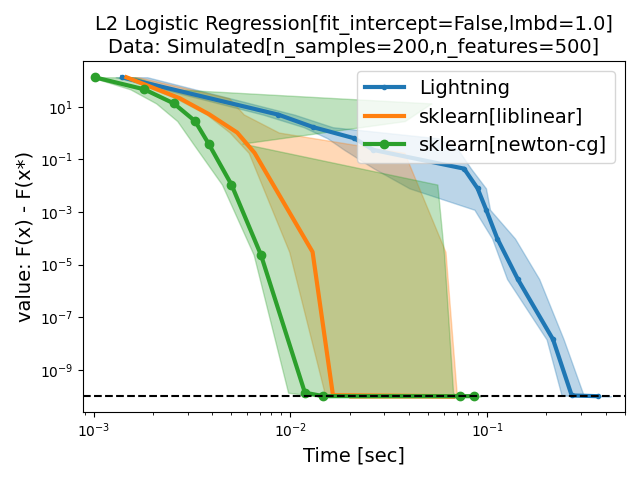 L2 Logistic Regression[fit_intercept=False,lmbd=1.0]
Data: Simulated[n_samples=200,n_features=500]
value: F(x) - F(x*)
10¹
10⁻¹
10⁻³
10⁻⁵
10⁻⁷
10⁻⁹
Lightning
sklearn[liblinear]
sklearn[newton-cg]
10⁻³
10⁻²
10⁻¹
Time [sec]